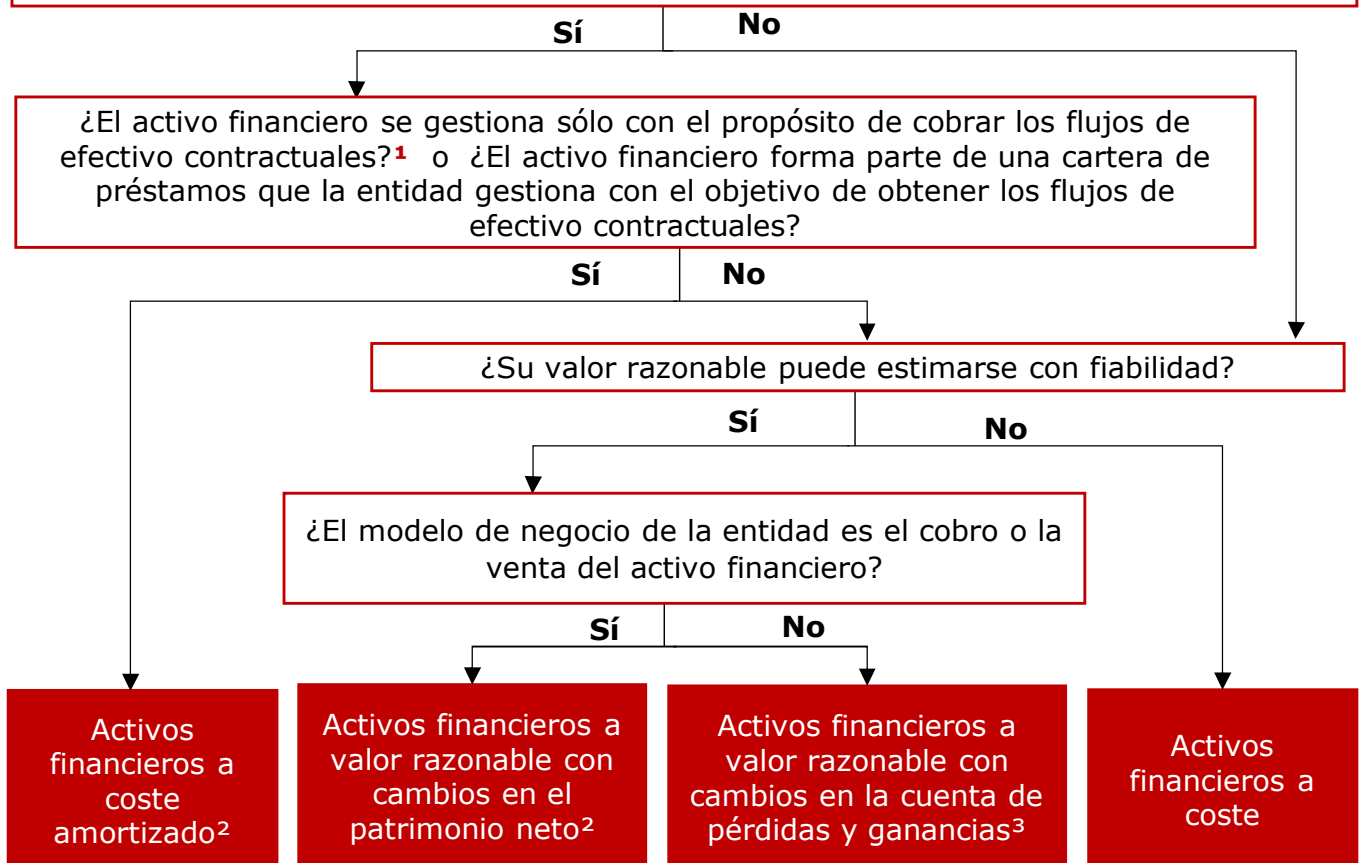 Sí
No
¿El activo financiero se gestiona sólo con el propósito de cobrar los flujos de
efectivo contractuales?¹ o ¿El activo financiero forma parte de una cartera de
préstamos que la entidad gestiona con el objetivo de obtener los flujos de
efectivo contractuales?
Sí
No
¿Su valor razonable puede estimarse con fiabilidad?
Sí
No
¿El modelo de negocio de la entidad es el cobro o la
venta del activo financiero?
Sí
No
Activos
financieros a
coste
amortizado²
Activos financieros a
valor razonable con
cambios en el
patrimonio neto²
Activos financieros a
valor razonable con
cambios en la cuenta de
pérdidas y ganancias³
Activos
financieros a
coste